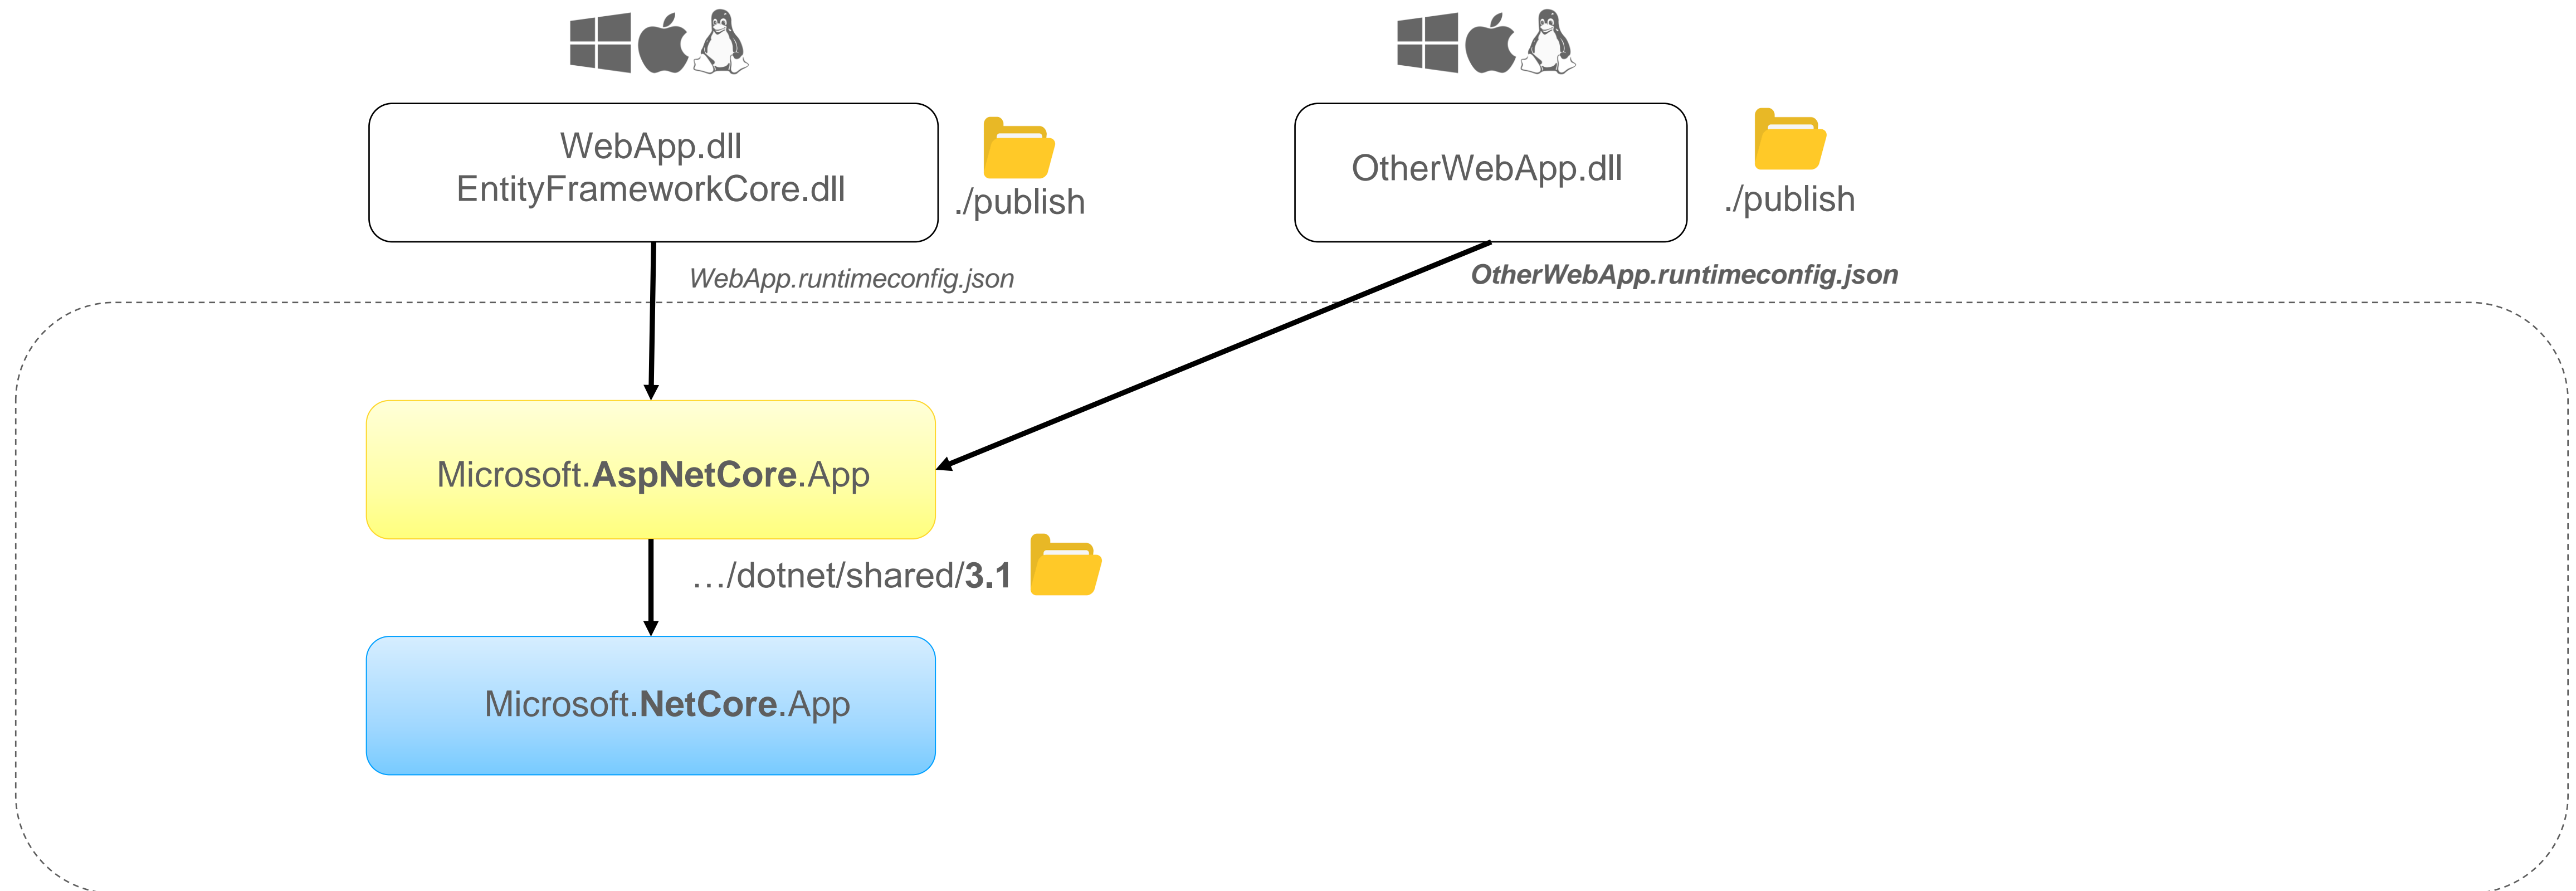 WebApp.dll
EntityFrameworkCore.dll
./publish
OtherWebApp.dll
./publish
WebApp.runtimeconfig.json
OtherWebApp.runtimeconfig.json
Microsoft.AspNetCore.App
…/dotnet/shared/3.1
Microsoft.NetCore.App